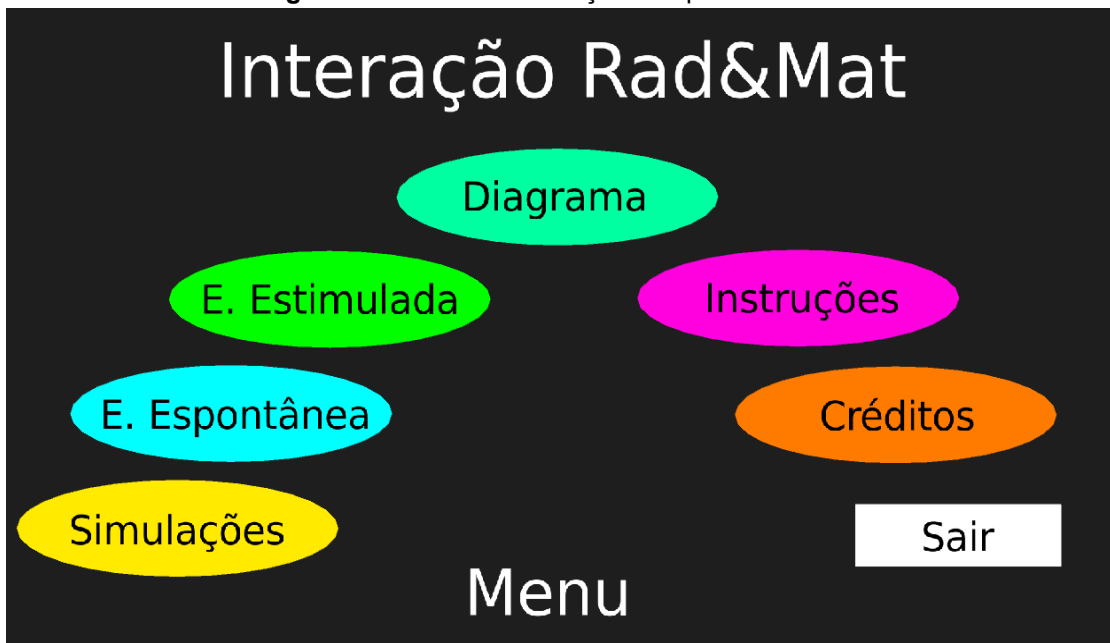 Interação Rad&Mat
Diagrama
E. Estimulada
Instruções
E. Espontânea
Créditos
Simulações
Sair
Menu